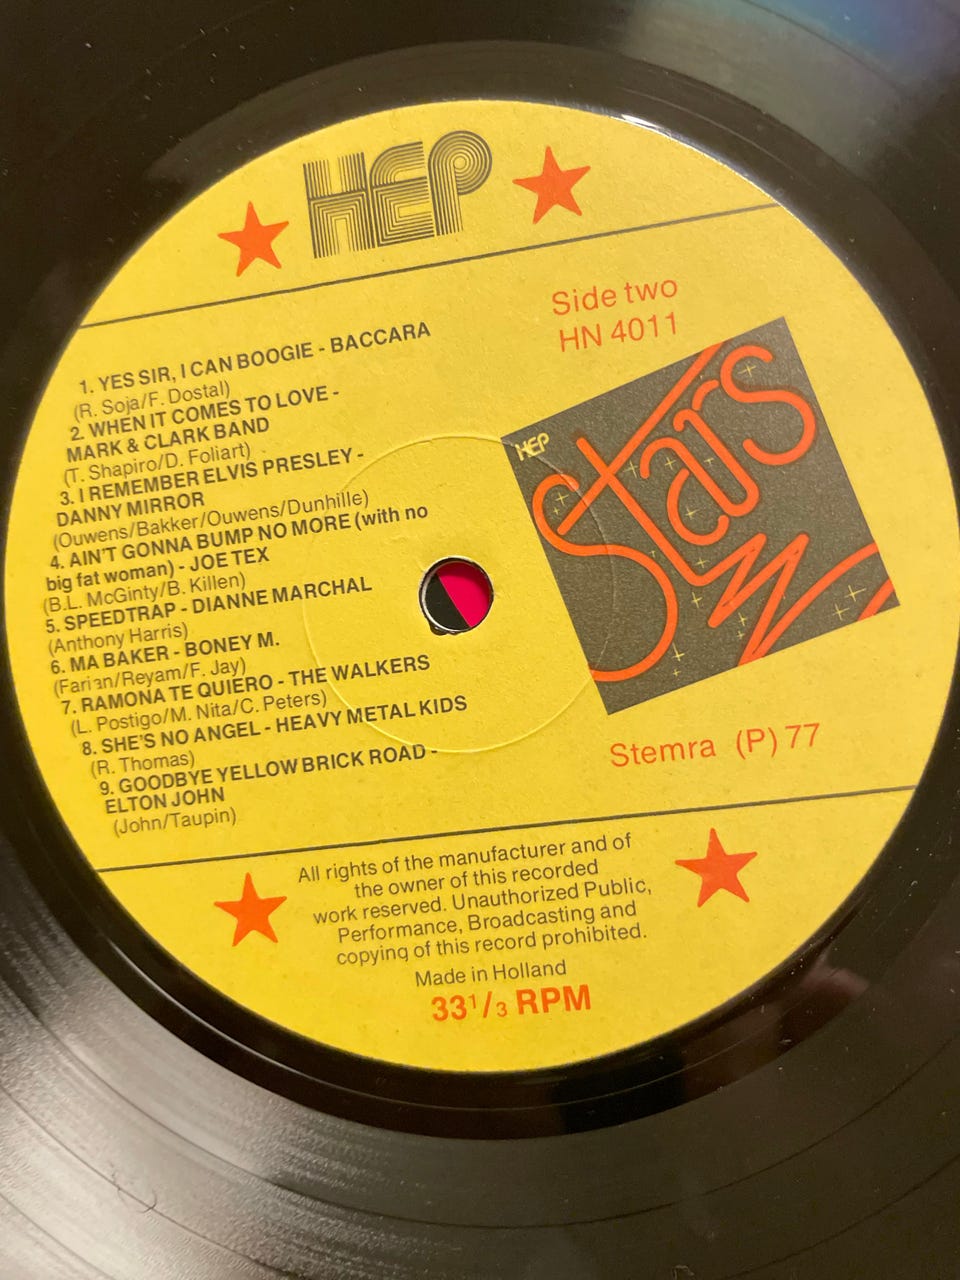 HEP
Side two
HN 4011
1. YES SIR, I CAN BOOGIE - BACCARA
(R. Soja/F. Dostal)
2. WHEN IT COMES TO LOVE -
MARK & CLARK BAND
(T. Shapiro/D. Foliart)
3. I REMEMBER ELVIS PRESLEY -
DANNY MIRROR
(Ouwens/Bakker/Ouwens/Dunhille)
4. AIN'T GONNA BUMP NO MORE (with no
big fat woman) - JOE TEX
(B.L. McGinty/B. Killen)
5. SPEEDTRAP - DIANNE MARCHAL
(Anthony Harris)
6. MA BAKER - BONEY M.
(Farian/Reyam/F. Jay)
7. RAMONA TE QUIERO - THE WALKERS
(L. Postigo/M. Nita/C. Peters)
8. SHE'S NO ANGEL - HEAVY METAL KIDS
(R. Thomas)
9. GOODBYE YELLOW BRICK ROAD -
ELTON JOHN
(John/Taupin)
HEP
Stars
Stemra (P) 77
All rights of the manufacturer and of
the owner of this recorded
work reserved. Unauthorized Public,
Performance, Broadcasting and
copying of this record prohibited.
Made in Holland
33 1/3 RPM